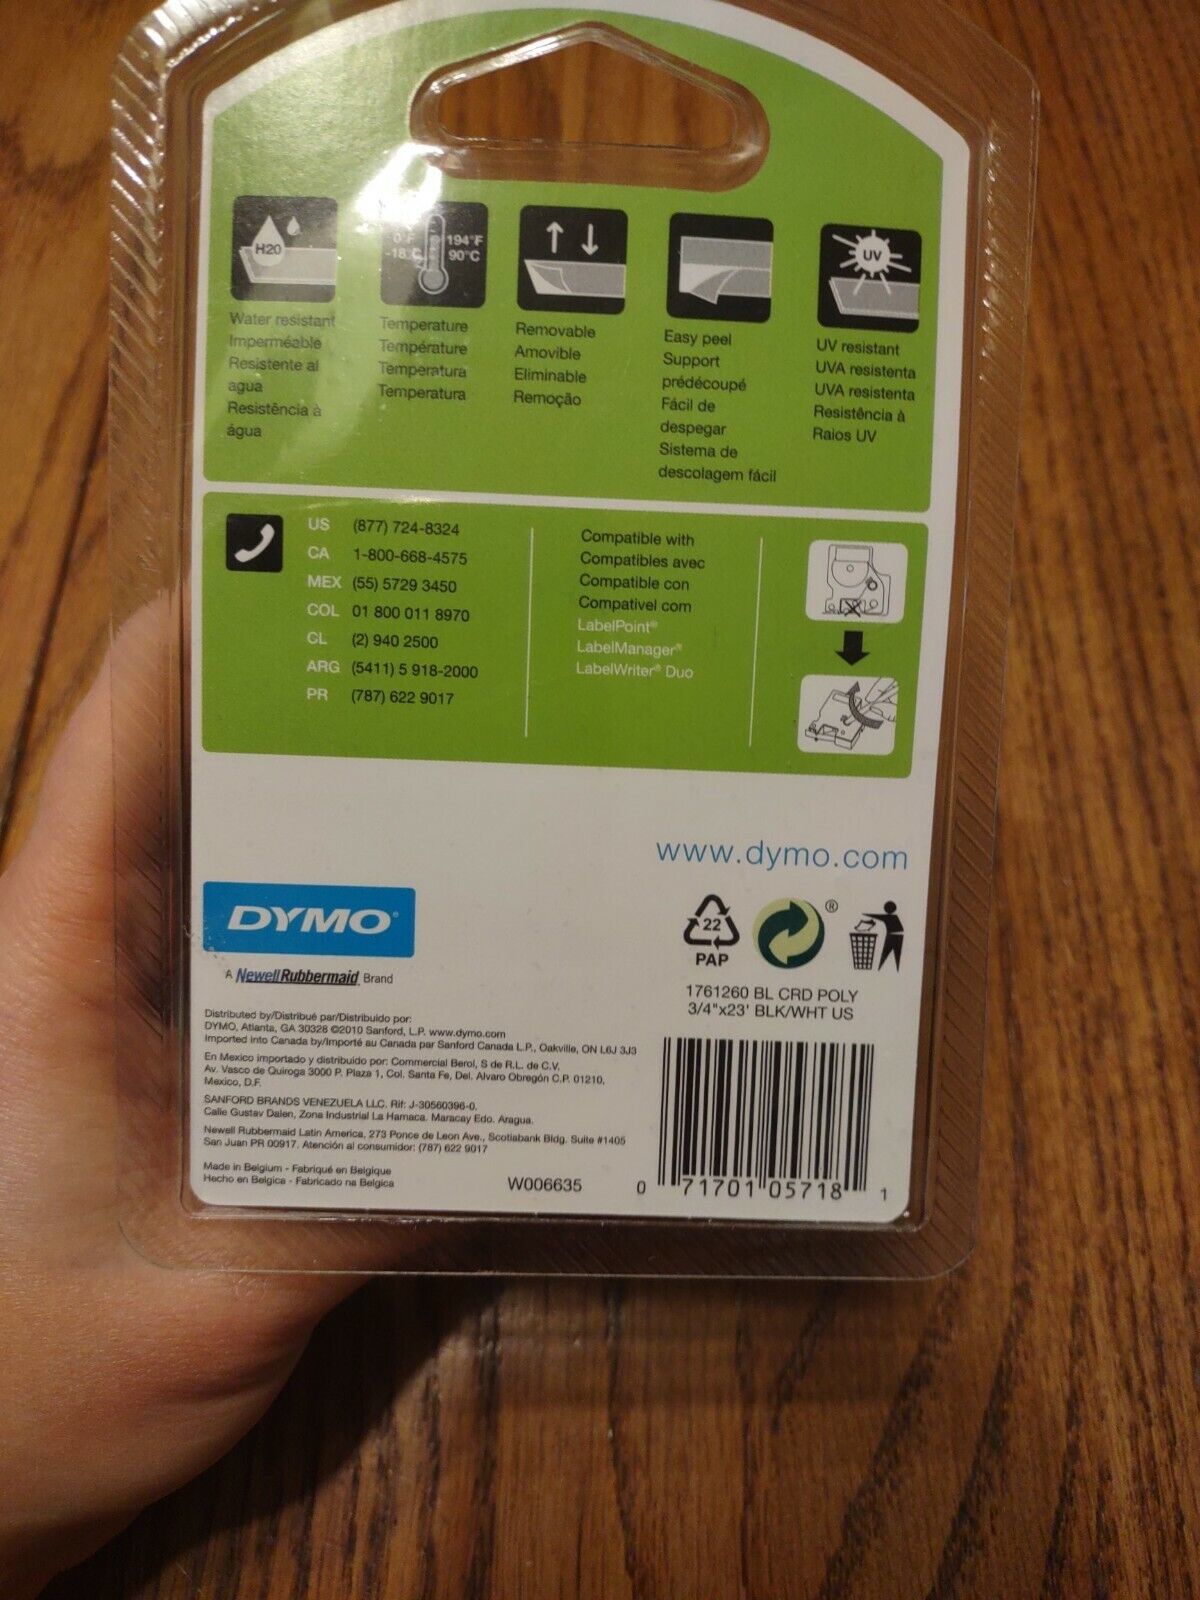 H20
0°F
-18°C
194°F
90°C
UV
Water resistant
Imperméable
Resistente al
agua
Resistência à
água
Temperature
Température
Temperatura
Temperatura
Removable
Amovible
Eliminable
Remoção
Easy peel
Support
prédécoupé
Fácil de
despegar
Sistema de
descolagem fácil
UV resistant
UVA resistenta
UVA resistenta
Resistência à
Raios UV
US (877) 724-8324
CA 1-800-668-4575
MEX (55) 5729 3450
COL 01 800 011 8970
CL (2) 940 2500
ARG (5411) 5 918-2000
PR (787) 622 9017
Compatible with
Compatibles avec
Compatible con
Compativel com
LabelPoint®
LabelManager®
LabelWriter® Duo
www.dymo.com
DYMO®
A NewellRubbermaid Brand
22
PAP
®
1761260 BL CRD POLY
3/4"x23' BLK/WHT US
Distributed by/Distribué par/Distribuido por:
DYMO, Atlanta, GA 30328 ©2010 Sanford, L.P. www.dymo.com
Imported into Canada by/Importé au Canada par Sanford Canada L.P., Oakville, ON L6J 3J3
En Mexico importado y distribuido por: Commercial Berol, S de R.L. de C.V.
Av. Vasco de Quiroga 3000 P. Plaza 1, Col. Santa Fe, Del. Alvaro Obregón C.P. 01210,
Mexico, D.F.
SANFORD BRANDS VENEZUELA LLC. Rif: J-30560396-0,
Calle Gustav Dalen, Zona Industrial La Hamaca. Maracay Edo. Aragua.
Newell Rubbermaid Latin America, 273 Ponce de Leon Ave., Scotiabank Bldg. Suite #1405
San Juan PR 00917. Atención al consumidor: (787) 622 9017
Made in Belgium - Fabriqué en Belgique
Hecho en Belgica - Fabricado na Belgica
W006635
0 71701 05718 1